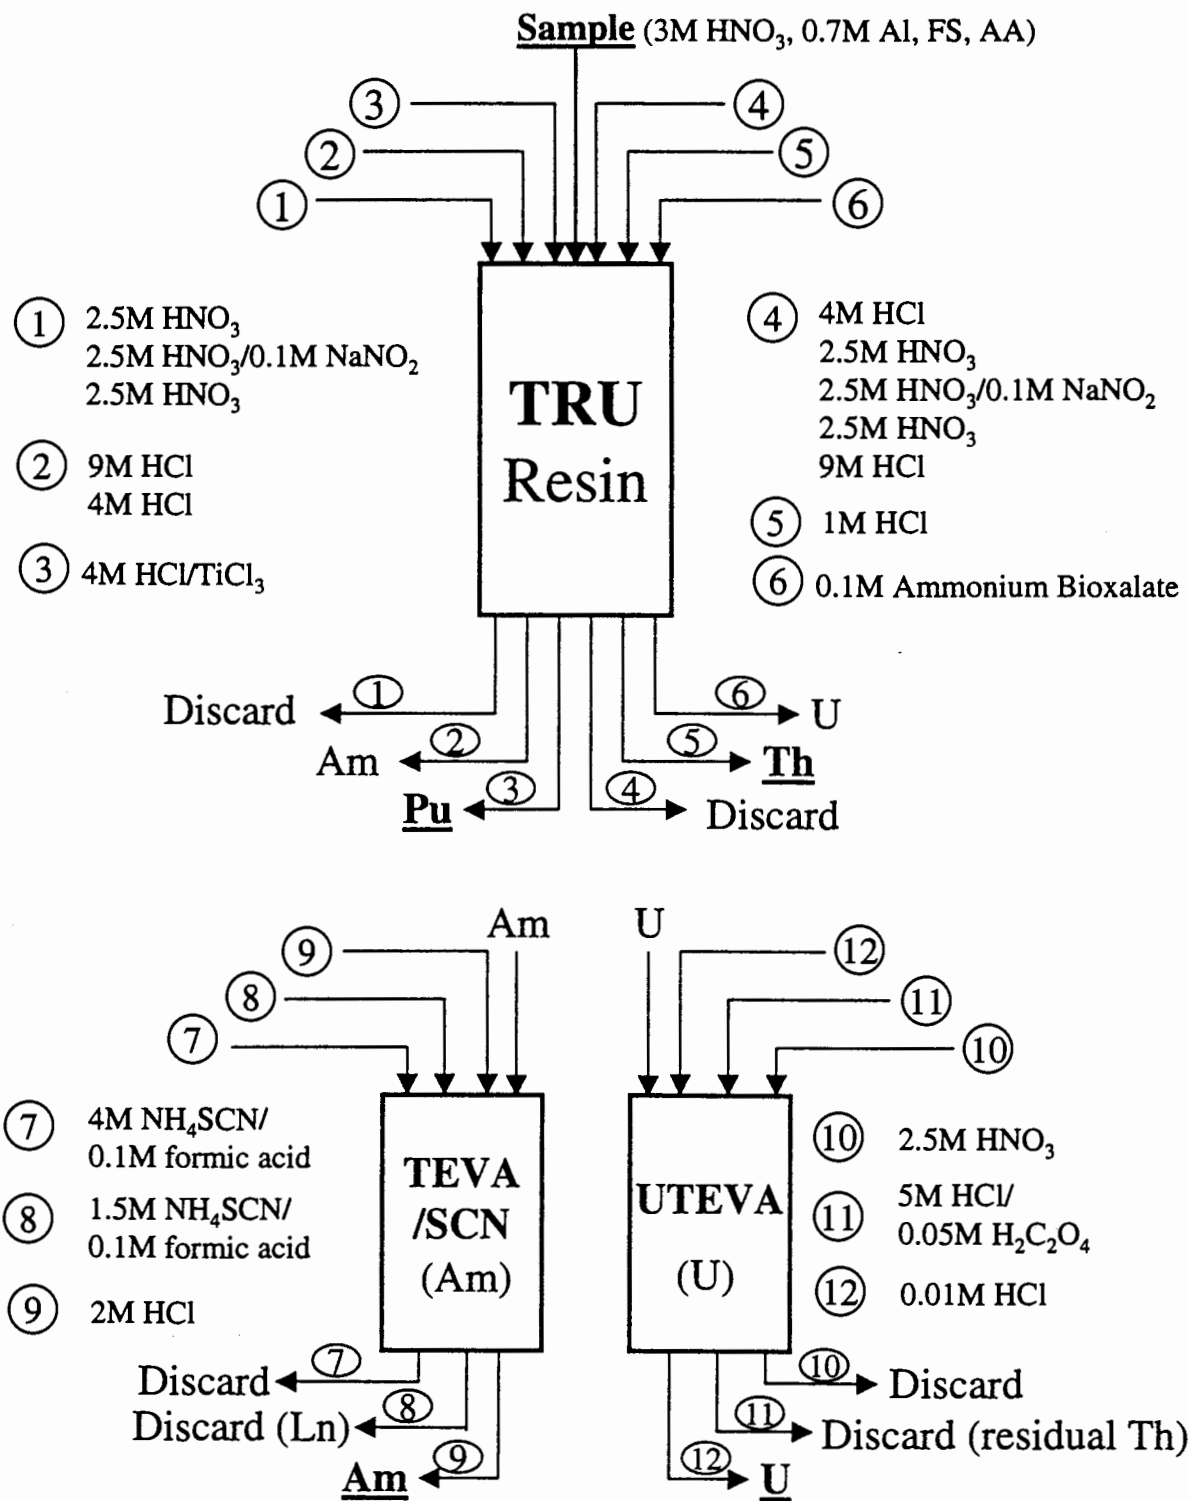 Sample (3M HNO₃, 0.7M Al, FS, AA)
③ ④
② ⑤
① ⑥
① 2.5M HNO₃
2.5M HNO₃/0.1M NaNO₂
2.5M HNO₃
② 9M HCl
4M HCl
③ 4M HCl/TiCl₃
TRU
Resin
④ 4M HCl
2.5M HNO₃
2.5M HNO₃/0.1M NaNO₂
2.5M HNO₃
9M HCl
⑤ 1M HCl
⑥ 0.1M Ammonium Bioxalate
Discard ①
Am ②
Pu ③
⑥ U
⑤ Th
④ Discard
Am U
⑨ ⑫
⑧ ⑪
⑦ ⑩
⑦ 4M NH₄SCN/
0.1M formic acid
⑧ 1.5M NH₄SCN/
0.1M formic acid
⑨ 2M HCl
TEVA
/SCN
(Am)
UTEVA
(U)
⑩ 2.5M HNO₃
⑪ 5M HCl/
0.05M H₂C₂O₄
⑫ 0.01M HCl
Discard ⑦
Discard (Ln) ⑧
Am ⑨
⑩ Discard
⑪ Discard (residual Th)
⑫ U